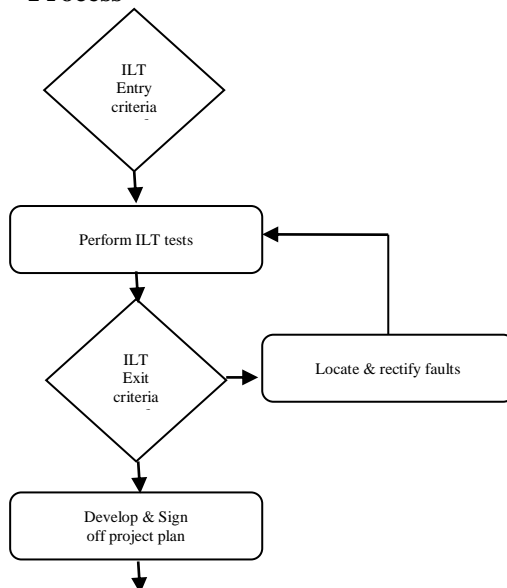 Process
ILT
Entry
criteria
Perform ILT tests
ILT
Exit
criteria
Locate & rectify faults
Develop & Sign
off project plan